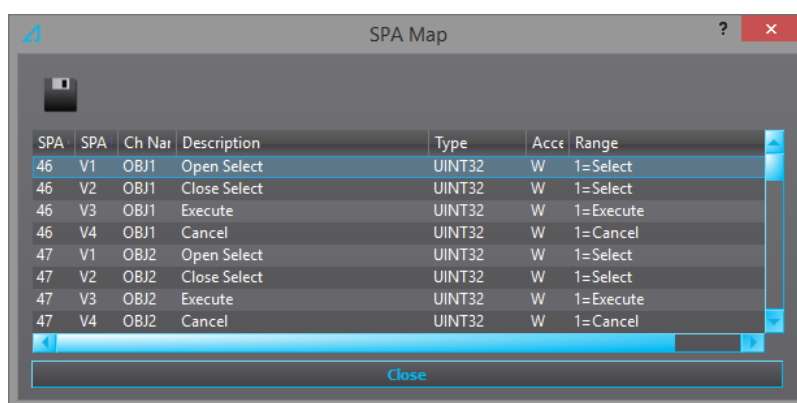 SPA Map ?
SPA SPA Ch Nar Description Type Acce Range
46 V1 OBJ1 Open Select UINT32 W 1=Select
46 V2 OBJ1 Close Select UINT32 W 1=Select
46 V3 OBJ1 Execute UINT32 W 1=Execute
46 V4 OBJ1 Cancel UINT32 W 1=Cancel
47 V1 OBJ2 Open Select UINT32 W 1=Select
47 V2 OBJ2 Close Select UINT32 W 1=Select
47 V3 OBJ2 Execute UINT32 W 1=Execute
47 V4 OBJ2 Cancel UINT32 W 1=Cancel
Close